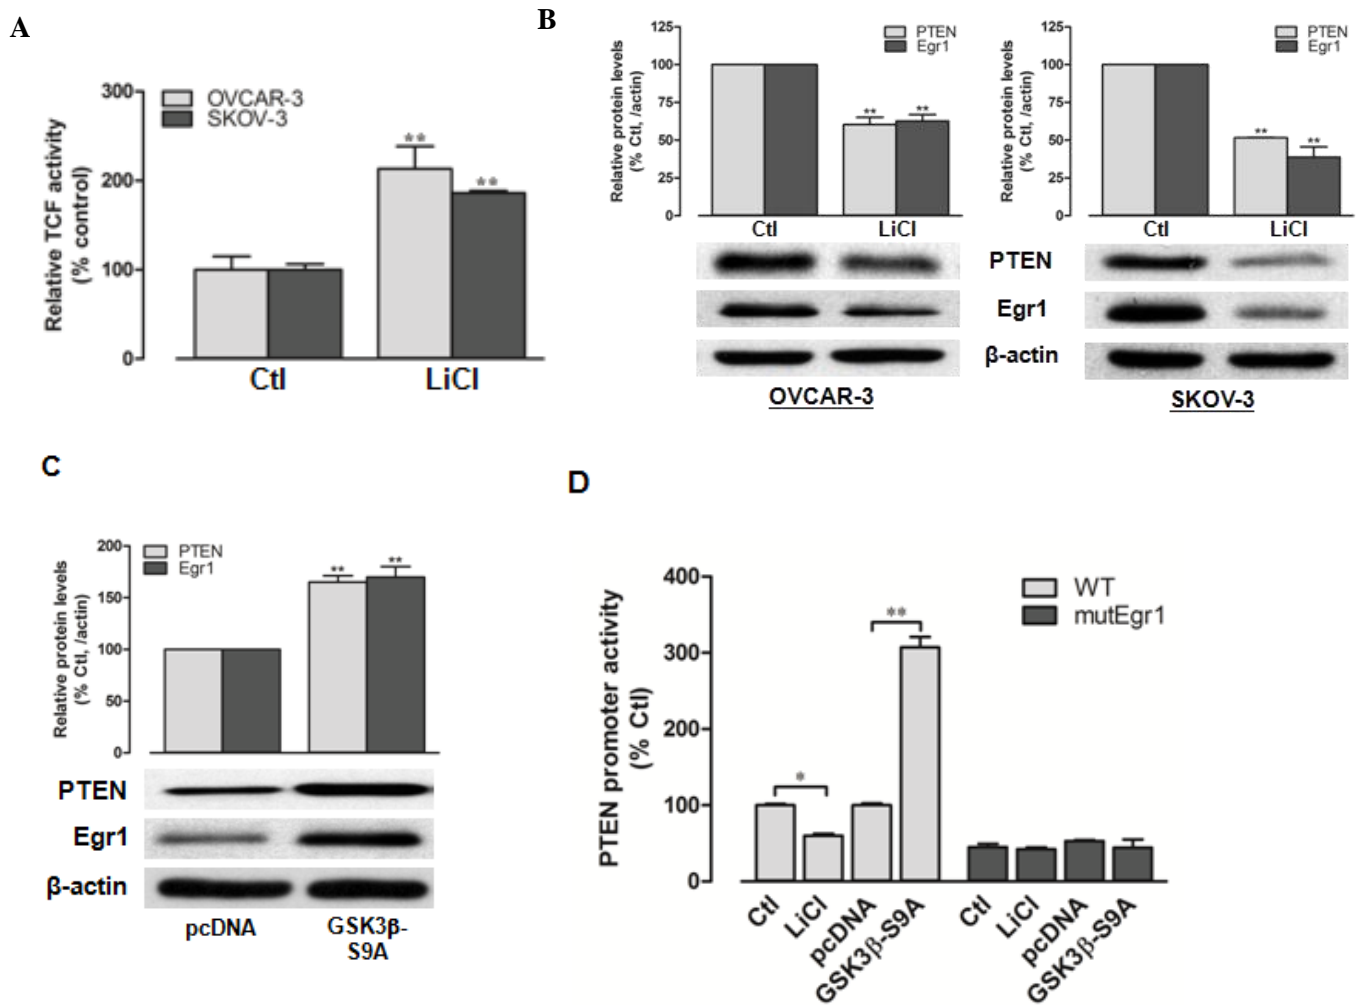 A
300
200
100
0
Relative TCF activity
(% control)
OVCAR-3
SKOV-3
**
**
Ctl
LiCl
B
125
100
75
50
25
0
Relative protein levels
(% Ctl, /actin)
PTEN
Egr1
**
**
Ctl
LiCl
125
100
75
50
25
0
Relative protein levels
(% Ctl, /actin)
PTEN
Egr1
**
**
Ctl
LiCl
PTEN
Egr1
β-actin
OVCAR-3
SKOV-3
C
200
150
100
50
0
Relative protein levels
(% Ctl, /actin)
PTEN
Egr1
**
**
PTEN
Egr1
β-actin
pcDNA
GSK3β-
S9A
D
400
300
200
100
0
PTEN promoter activity
(% Ctl)
WT
mutEgr1
*
**
Ctl
LiCl
pcDNA
GSK3β-S9A
Ctl
LiCl
pcDNA
GSK3β-S9A